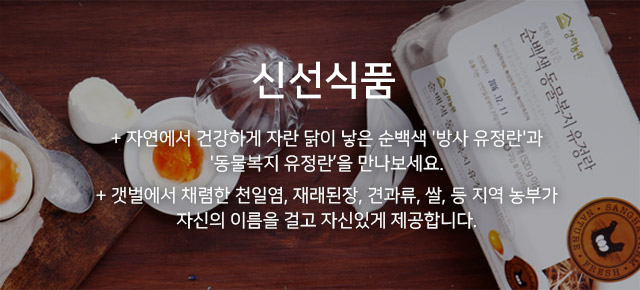 신선식품
+ 자연에서 건강하게 자란 닭이 낳은 순백색 '방사 유정란'과
'동물복지 유정란'을 만나보세요.
+ 갯벌에서 채렴한 천일염, 재래된장, 견과류, 쌀, 등 지역 농부가
자신의 이름을 걸고 자신있게 제공합니다.
상하농원
순백색 동물복지 유정란